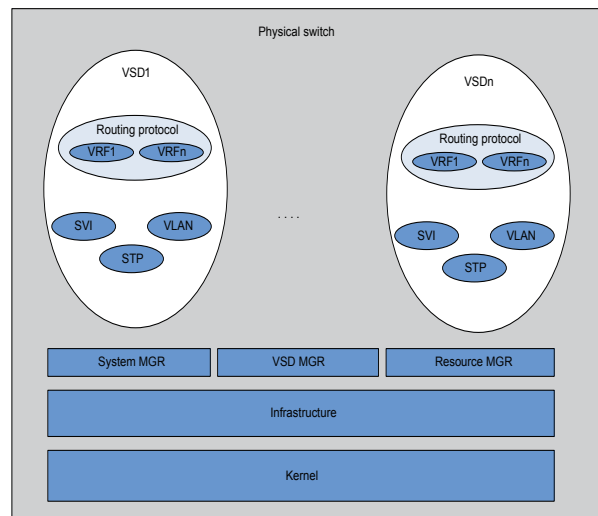 Physical switch
VSD1
VSDn
Routing protocol
VRF1 VRFn
Routing protocol
VRF1 VRFn
. . . .
SVI VLAN
STP
SVI VLAN
STP
System MGR
VSD MGR
Resource MGR
Infrastructure
Kernel